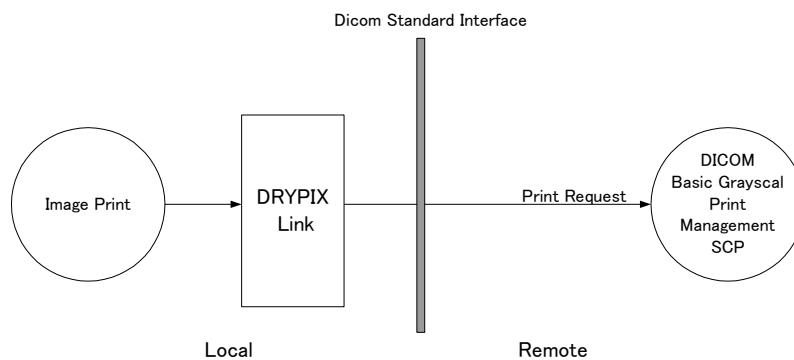 Dicom Standard Interface
Image Print
DRYPIX
Link
Print Request
DICOM
Basic Grayscal
Print
Management
SCP
Local
Remote